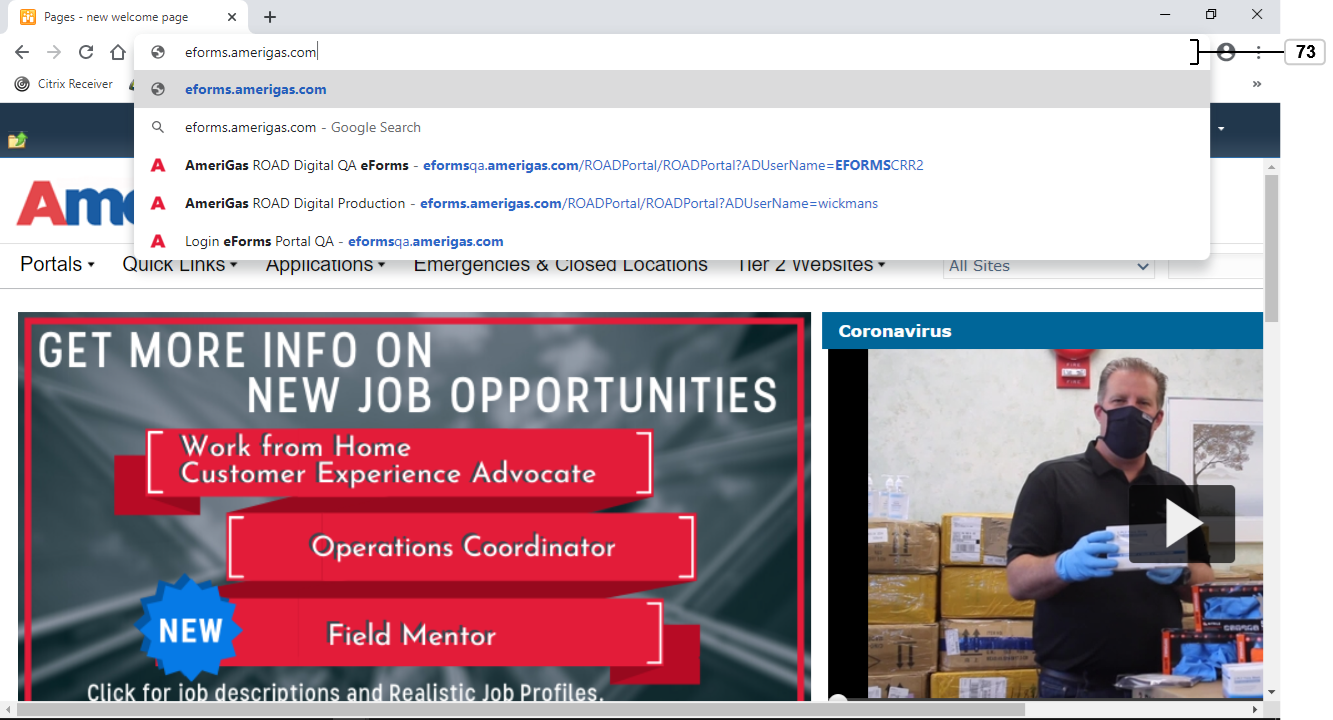 Pages - new welcome page
eforms.amerigas.com
73
Citrix Receiver
»
eforms.amerigas.com
eforms.amerigas.com - Google Search
AmeriGas ROAD Digital QA eForms - eformsqa.amerigas.com/ROADPortal/ROADPortal?ADUserName=EFORMSCRR2
AmeriGas ROAD Digital Production - eforms.amerigas.com/ROADPortal/ROADPortal?ADUserName=wickmans
Login eForms Portal QA - eformsqa.amerigas.com
Ame
Portals Quick Links Applications Emergencies & Closed Locations Tier 2 Websites All Sites
GET MORE INFO ON
NEW JOB OPPORTUNITIES
Work from Home
Customer Experience Advocate
Operations Coordinator
NEW
Field Mentor
Click for job descriptions and Realistic Job Profiles.
Coronavirus
FIRE